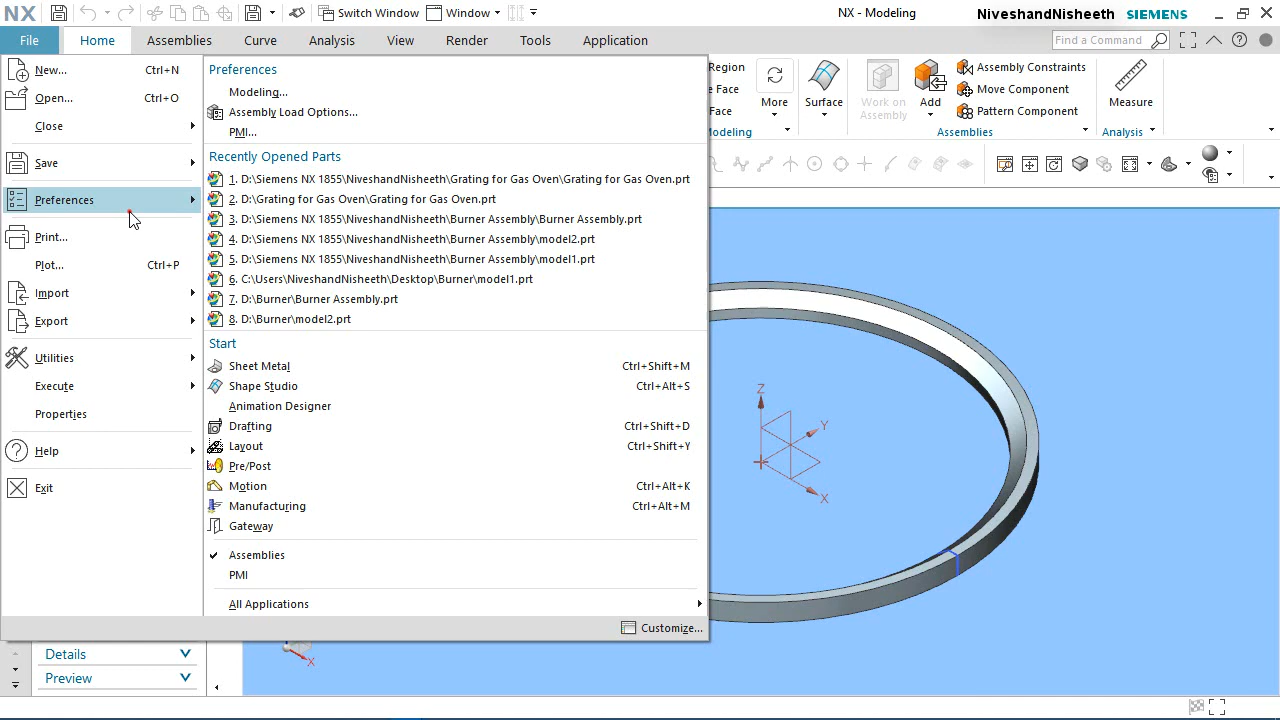 NX Switch Window Window NX - Modeling NiveshandNisheeth SIEMENS
File Home Assemblies Curve Analysis View Render Tools Application Find a Command
New... Ctrl+N
Open... Ctrl+O
Close
Save
Preferences
Print...
Plot... Ctrl+P
Import
Export
Utilities
Execute
Properties
Help
Exit
Preferences
Modeling...
Assembly Load Options...
PMI...
Recently Opened Parts
1. D:\Siemens NX 1855\NiveshandNisheeth\Grating for Gas Oven\Grating for Gas Oven.prt
2. D:\Grating for Gas Oven\Grating for Gas Oven.prt
3. D:\Siemens NX 1855\NiveshandNisheeth\Burner Assembly\Burner Assembly.prt
4. D:\Siemens NX 1855\NiveshandNisheeth\Burner Assembly\model2.prt
5. D:\Siemens NX 1855\NiveshandNisheeth\Burner Assembly\model1.prt
6. C:\Users\NiveshandNisheeth\Desktop\Burner\model1.prt
7. D:\Burner\Burner Assembly.prt
8. D:\Burner\model2.prt
Start
Sheet Metal Ctrl+Shift+M
Shape Studio Ctrl+Alt+S
Animation Designer
Drafting Ctrl+Shift+D
Layout Ctrl+Shift+Y
Pre/Post
Motion Ctrl+Alt+K
Manufacturing Ctrl+Alt+M
Gateway
Assemblies
PMI
All Applications
Customize...
Region
Face
Face
odeling
More
Surface
Work on
Assembly
Add
Assembly Constraints
Move Component
Pattern Component
Assemblies
Measure
Analysis
Z
Y
X
X
Details
Preview